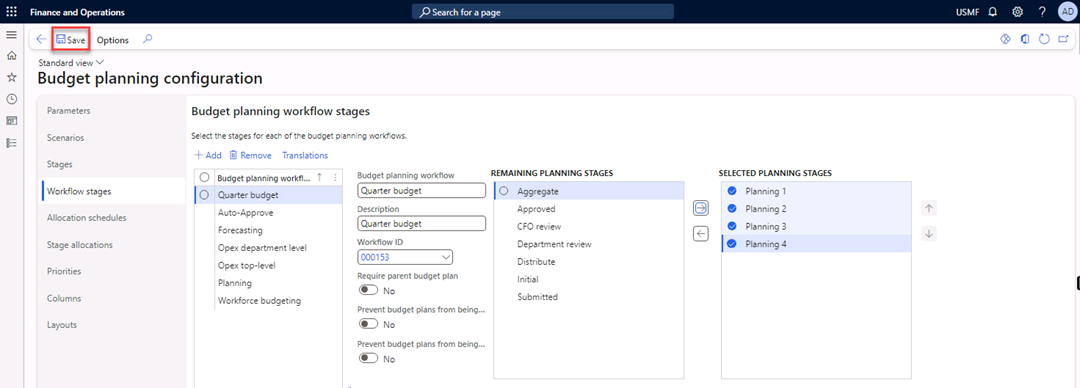 Finance and Operations
Search for a page
USMF
?
AD
Save
Options
Standard view
Budget planning configuration
Parameters
Scenarios
Stages
Workflow stages
Allocation schedules
Stage allocations
Priorities
Columns
Layouts
Budget planning workflow stages
Select the stages for each of the budget planning workflows.
+ Add
Remove
Translations
Budget planning workfl...
Quarter budget
Auto-Approve
Forecasting
Opex department level
Opex top-level
Planning
Workforce budgeting
Budget planning workflow
Quarter budget
Description
Quarter budget
Workflow ID
000153
Require parent budget plan
No
Prevent budget plans from being...
No
Prevent budget plans from being...
No
REMAINING PLANNING STAGES
Aggregate
Approved
CFO review
Department review
Distribute
Initial
Submitted
SELECTED PLANNING STAGES
Planning 1
Planning 2
Planning 3
Planning 4